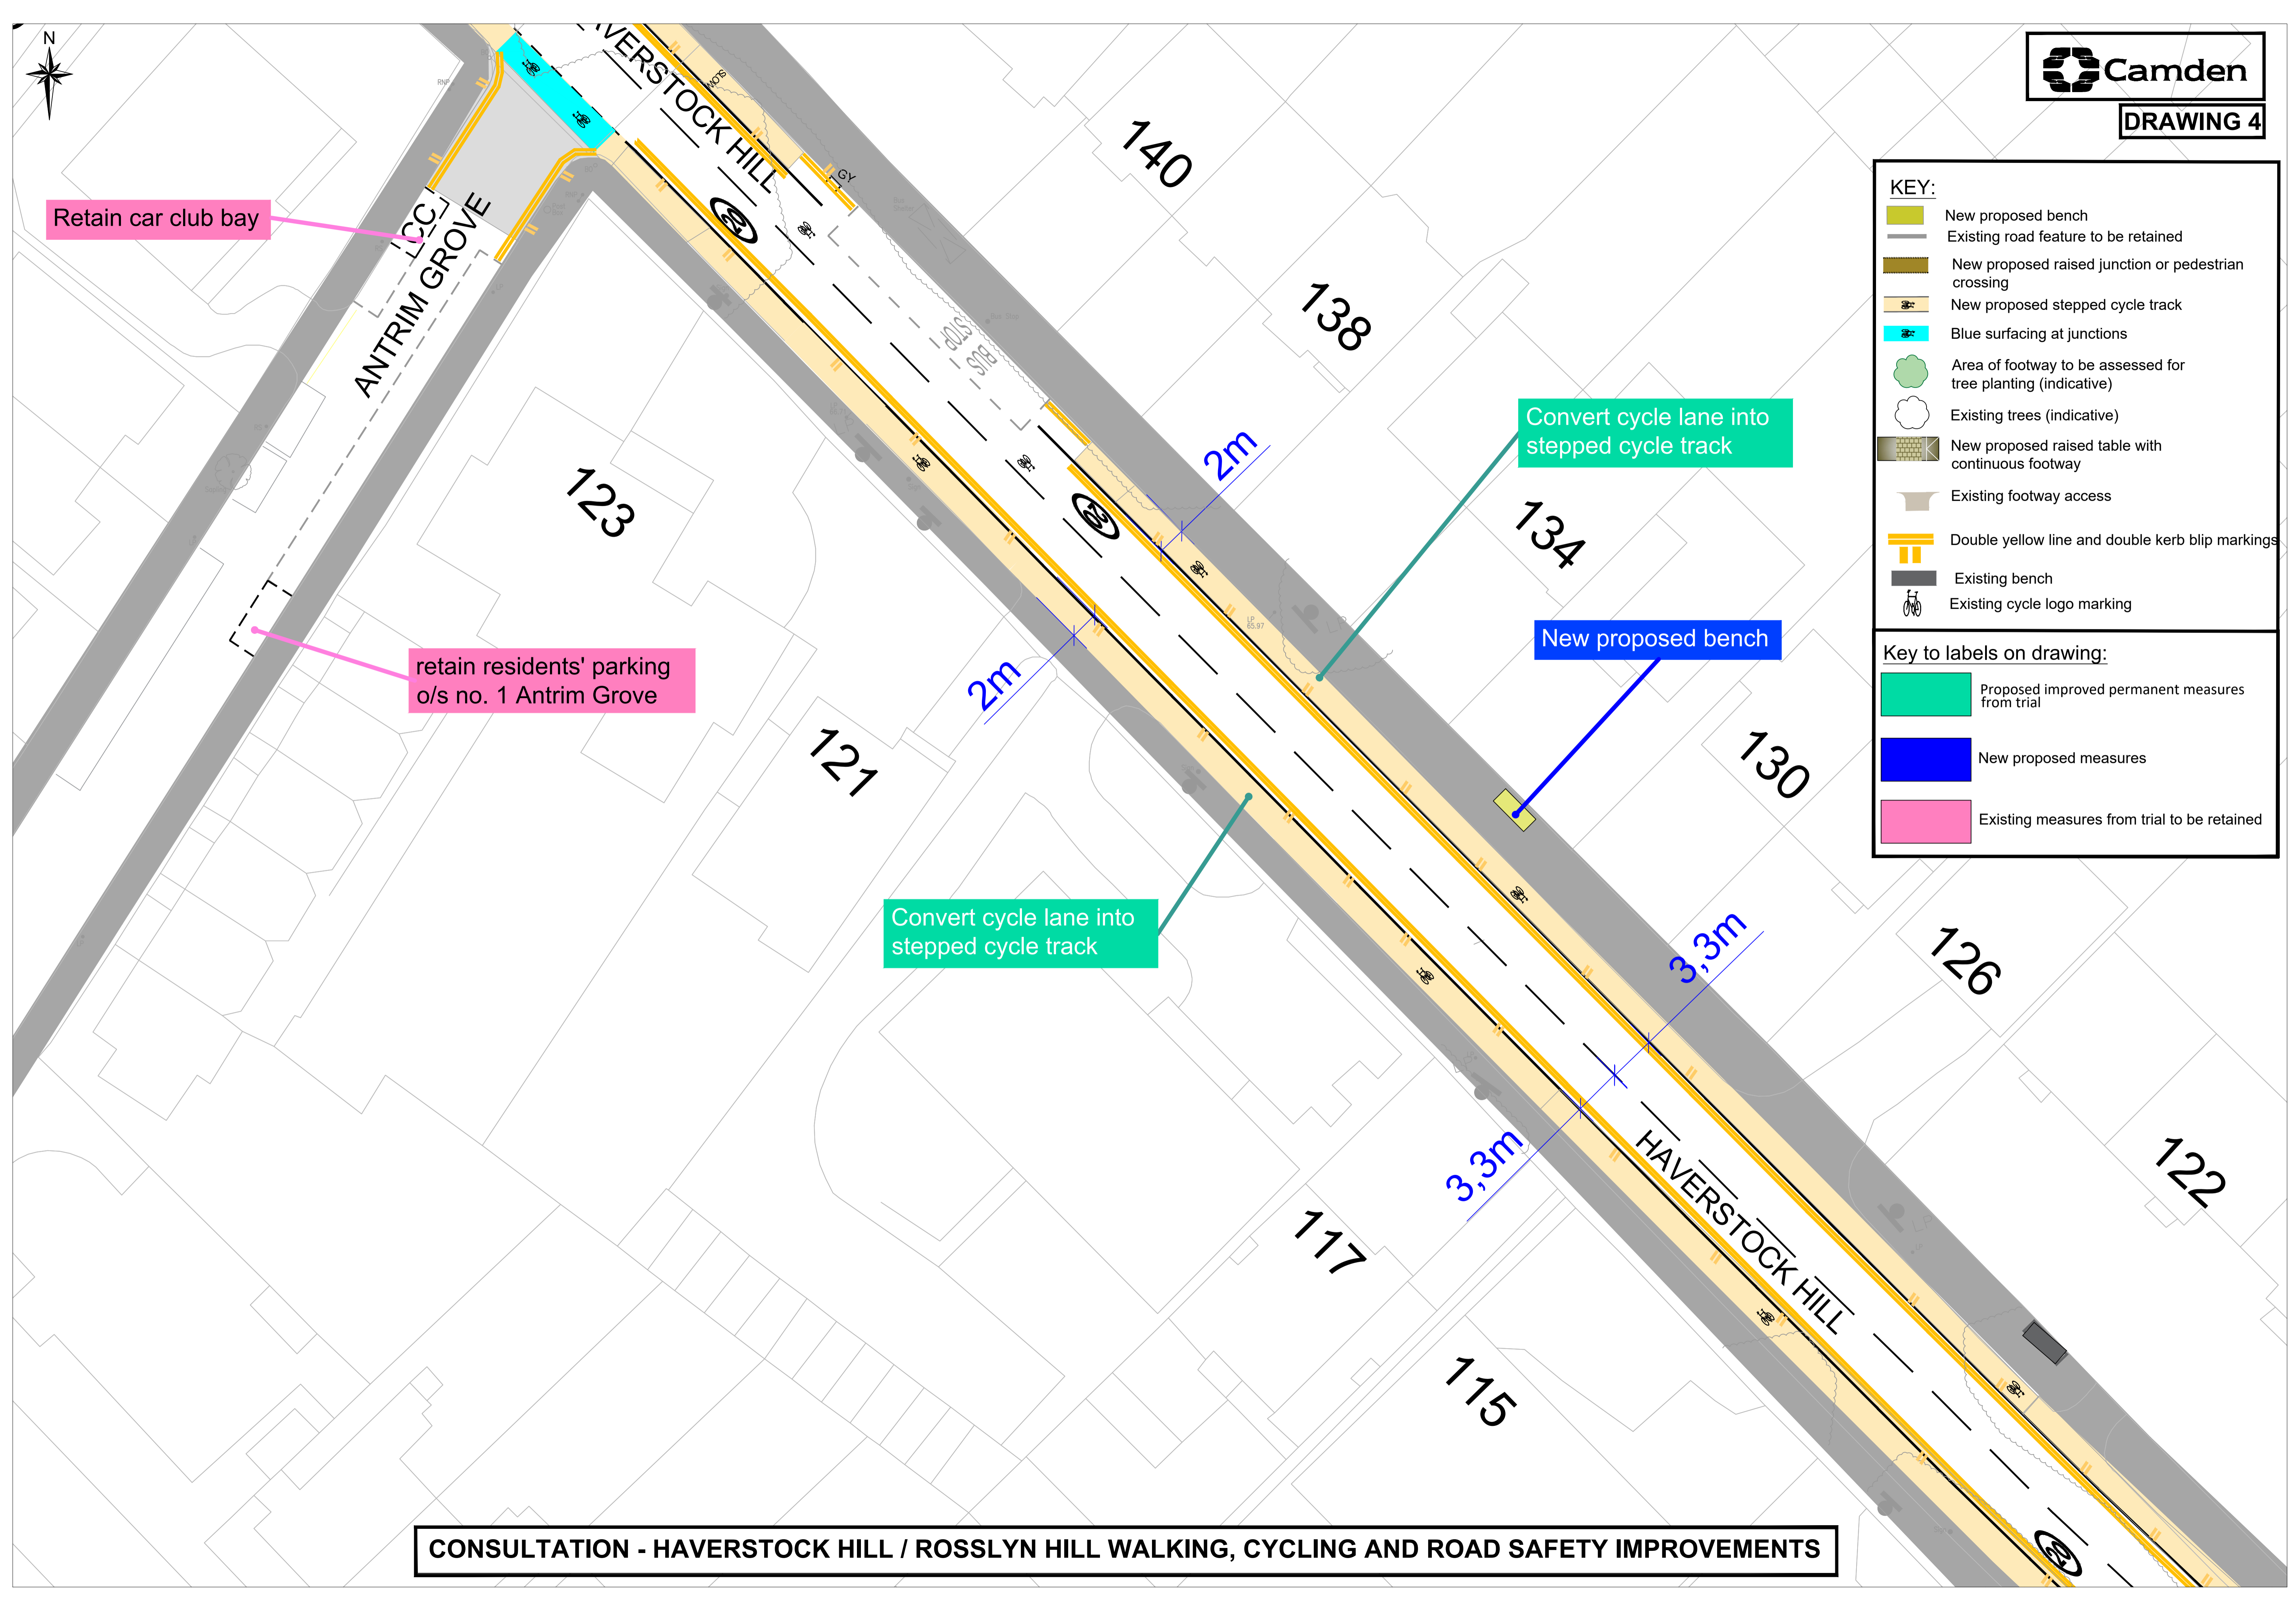 N
Camden
DRAWING 4
KEY:
New proposed bench
Existing road feature to be retained
New proposed raised junction or pedestrian
crossing
New proposed stepped cycle track
Blue surfacing at junctions
Area of footway to be assessed for
tree planting (indicative)
Existing trees (indicative)
New proposed raised table with
continuous footway
Existing footway access
Double yellow line and double kerb blip markings
Existing bench
Existing cycle logo marking
Key to labels on drawing:
Proposed improved permanent measures
from trial
New proposed measures
Existing measures from trial to be retained
AVERSTOCK HILL
SLOW
GY
20
Retain car club bay
CC
ANTRIM GROVE
retain residents' parking
o/s no. 1 Antrim Grove
BUS
STOP
20
2m
2m
Convert cycle lane into
stepped cycle track
New proposed bench
Convert cycle lane into
stepped cycle track
LP
65.97
3,3m
3,3m
HAVERSTOCK HILL
20
140
138
134
130
126
122
123
121
117
115
CONSULTATION - HAVERSTOCK HILL / ROSSLYN HILL WALKING, CYCLING AND ROAD SAFETY IMPROVEMENTS